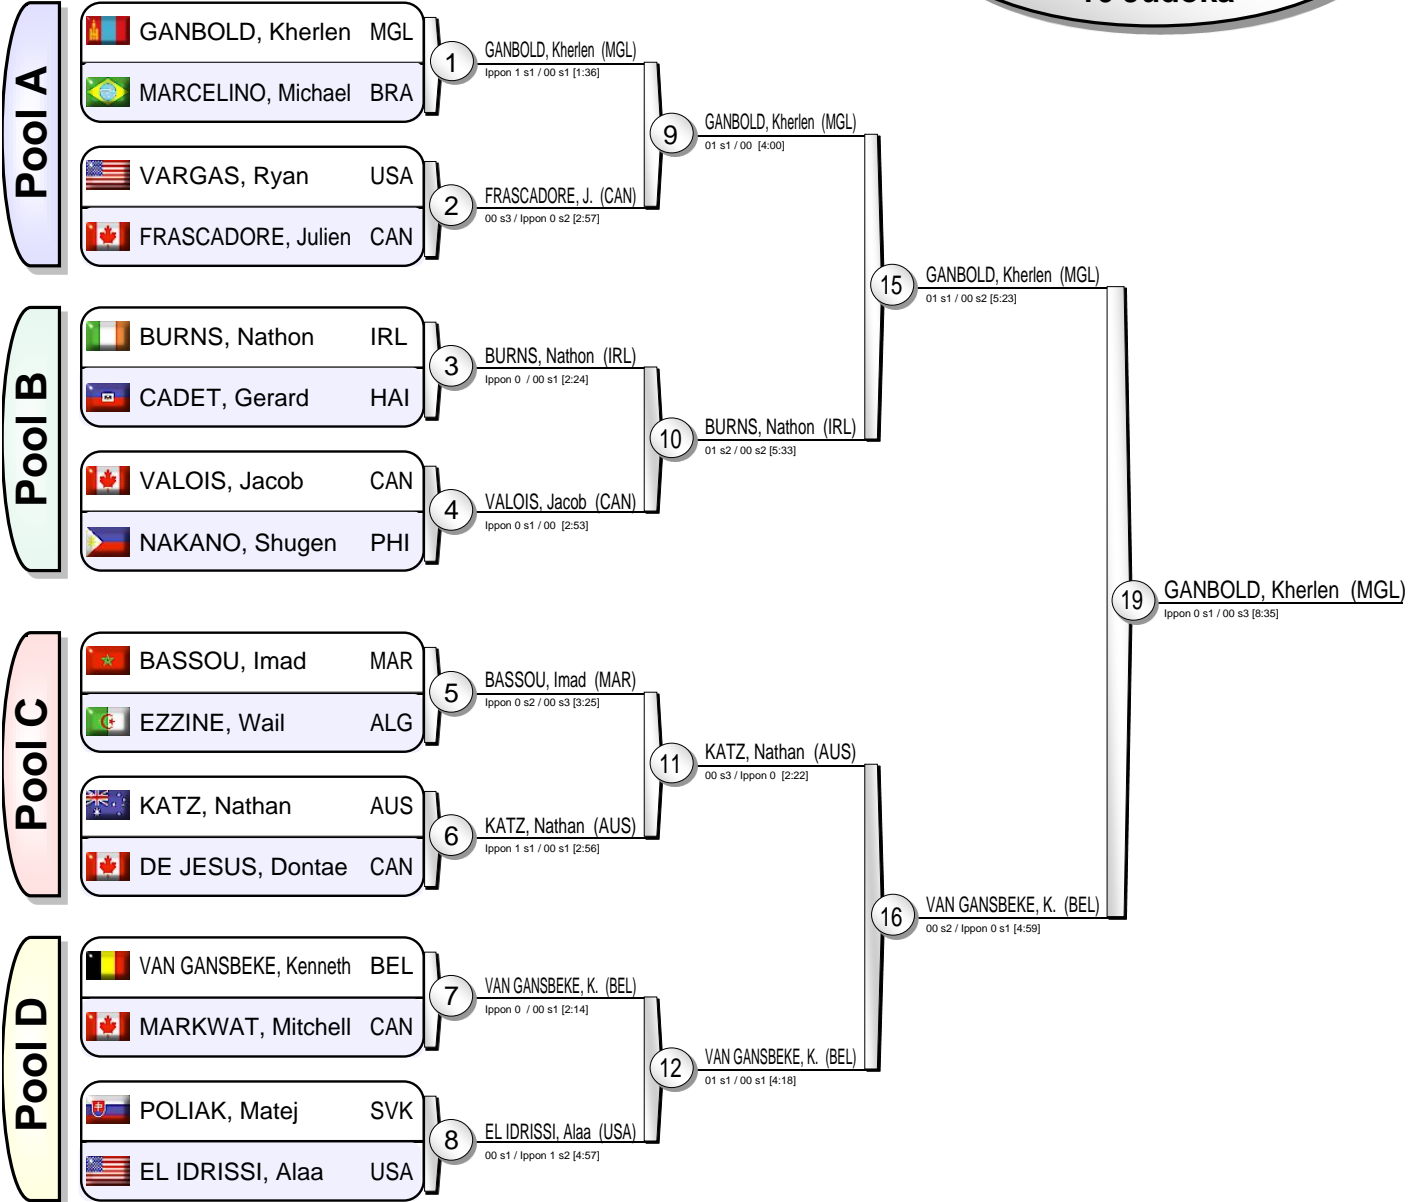 Pool A
GANBOLD, Kherlen MGL
MARCELINO, Michael BRA
VARGAS, Ryan USA
FRASCADORE, Julien CAN
Pool B
BURNS, Nathon IRL
CADET, Gerard HAI
VALOIS, Jacob CAN
NAKANO, Shugen PHI
Pool C
BASSOU, Imad MAR
EZZINE, Wail ALG
KATZ, Nathan AUS
DE JESUS, Dontae CAN
Pool D
VAN GANSBEKE, Kenneth BEL
MARKWAT, Mitchell CAN
POLIAK, Matej SVK
EL IDRISSI, Alaa USA
1
GANBOLD, Kherlen (MGL)
Ippon 1 s1 / 00 s1 [1:36]
2
FRASCADORE, J. (CAN)
00 s3 / Ippon 0 s2 [2:57]
3
BURNS, Nathon (IRL)
Ippon 0 / 00 s1 [2:24]
4
VALOIS, Jacob (CAN)
Ippon 0 s1 / 00 [2:53]
5
BASSOU, Imad (MAR)
Ippon 0 s2 / 00 s3 [3:25]
6
KATZ, Nathan (AUS)
Ippon 1 s1 / 00 s1 [2:56]
7
VAN GANSBEKE, K. (BEL)
Ippon 0 / 00 s1 [2:14]
8
EL IDRISSI, Alaa (USA)
00 s1 / Ippon 1 s2 [4:57]
9
GANBOLD, Kherlen (MGL)
01 s1 / 00 [4:00]
10
BURNS, Nathon (IRL)
01 s2 / 00 s2 [5:33]
11
KATZ, Nathan (AUS)
00 s3 / Ippon 0 [2:22]
12
VAN GANSBEKE, K. (BEL)
01 s1 / 00 s1 [4:18]
15
GANBOLD, Kherlen (MGL)
01 s1 / 00 s2 [5:23]
16
VAN GANSBEKE, K. (BEL)
00 s2 / Ippon 0 s1 [4:59]
19
GANBOLD, Kherlen (MGL)
Ippon 0 s1 / 00 s3 [8:35]